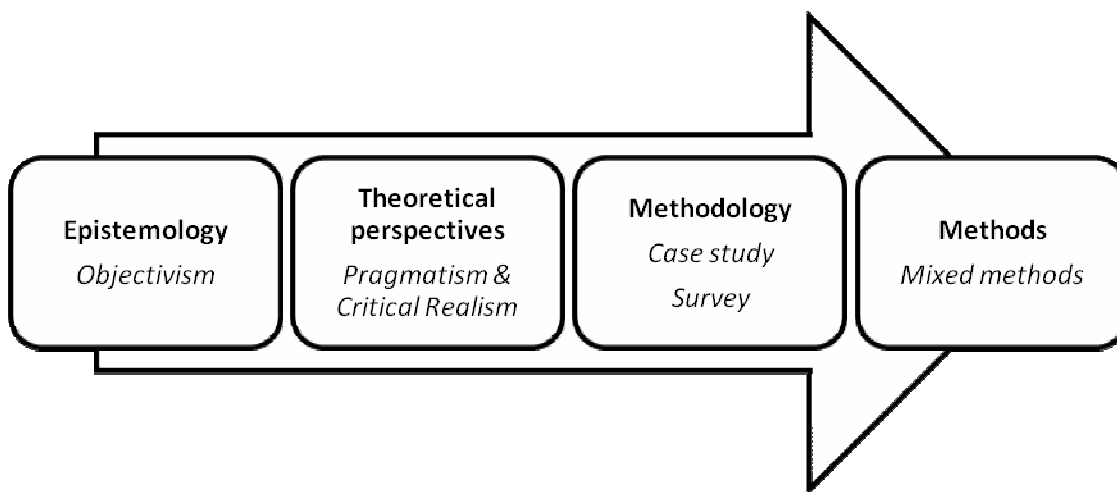 Epistemology
Objectivism
Theoretical
perspectives
Pragmatism &
Critical Realism
Methodology
Case study
Survey
Methods
Mixed methods